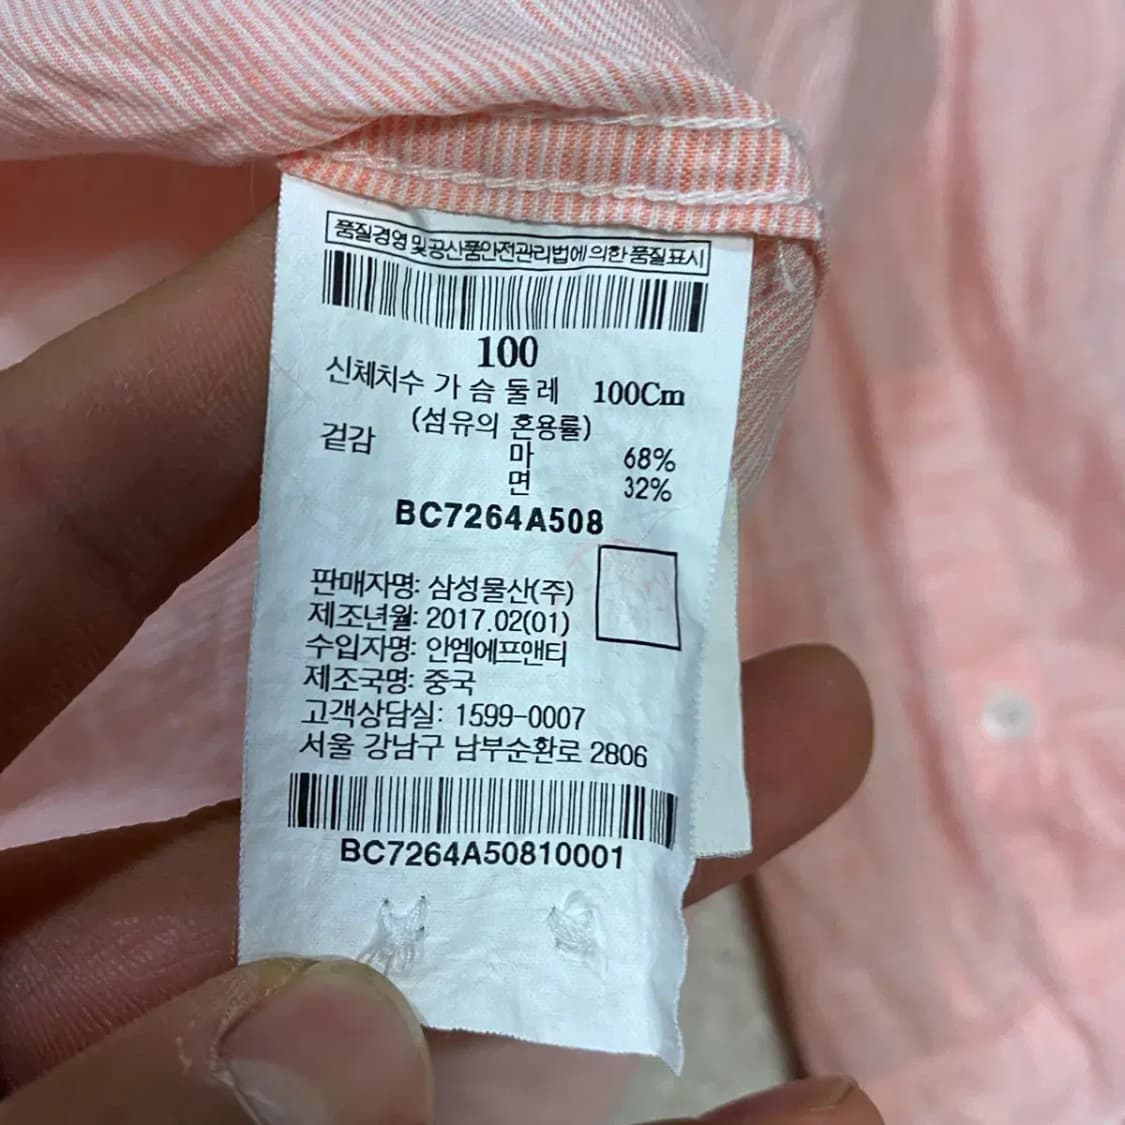 품질경영 및 공산품안전관리법에 의한 품질표시
100
신체치수 가 슴 둘 레 100Cm
(섬유의 혼용률)
겉감 마 68%
면 32%
BC7264A508
판매자명: 삼성물산(주)
제조년월: 2017.02(01)
수입자명: 안엠에프앤티
제조국명: 중국
고객상담실: 1599-0007
서울 강남구 남부순환로 2806
BC7264A50810001